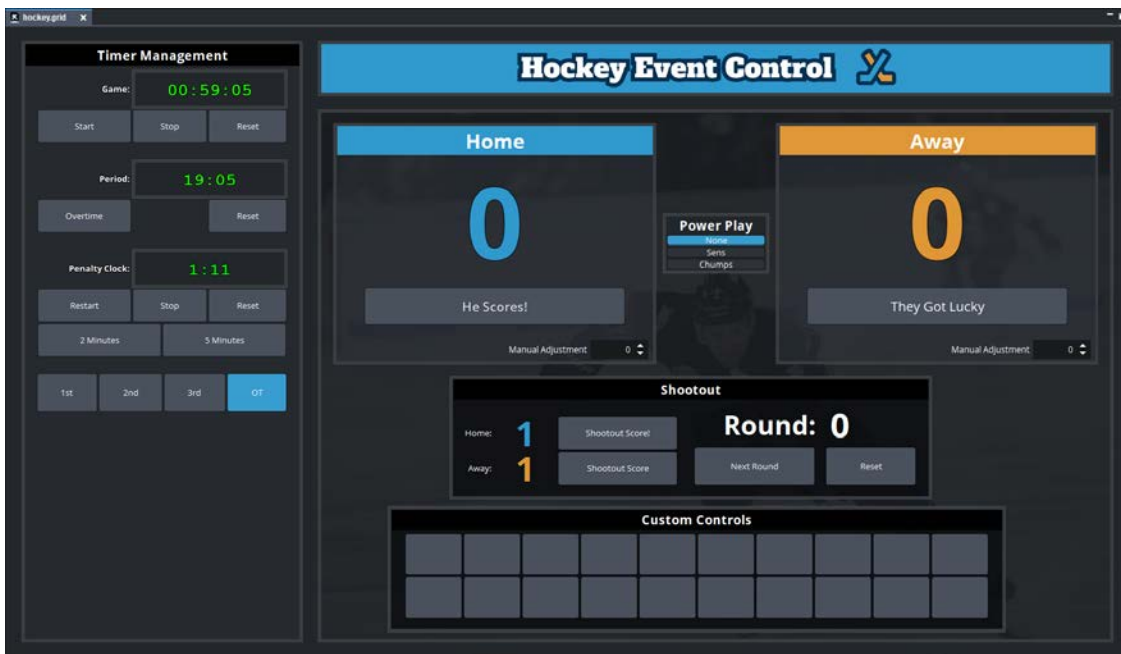 hockey.grid X
Timer Management
Game: 00:59:05
Start Stop Reset
Period: 19:05
Overtime Reset
Penalty Clock: 1:11
Restart Stop Reset
2 Minutes 5 Minutes
1st 2nd 3rd OT
Hockey Event Control
Home
0
He Scores!
Manual Adjustment 0
Power Play
None
Sens
Chumps
Away
0
They Got Lucky
Manual Adjustment 0
Shootout
Home: 1 Shootout Score!
Away: 1 Shootout Score
Round: 0
Next Round Reset
Custom Controls